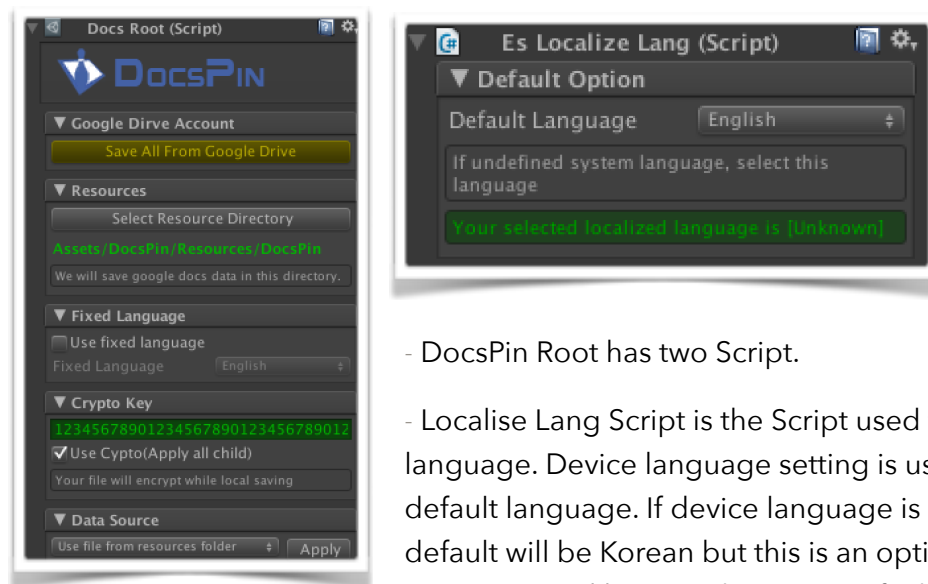 Docs Root (Script)
DOCSPIN
Google Dirve Account
Save All From Google Drive
Resources
Select Resource Directory
Assets/DocsPin/Resources/DocsPin
We will save google docs data in this directory.
Fixed Language
Use fixed language
Fixed Language English
Crypto Key
12345678901234567890123456789012
Use Cypto(Apply all child)
Your file will encrypt while local saving
Data Source
Use file from resources folder Apply
Es Localize Lang (Script)
Default Option
Default Language English
If undefined system language, select this
language
Your selected localized language is [Unknown]
- DocsPin Root has two Script.
- Localise Lang Script is the Script used
language. Device language setting is us
default language. If device language is
default will be Korean but this is an opti